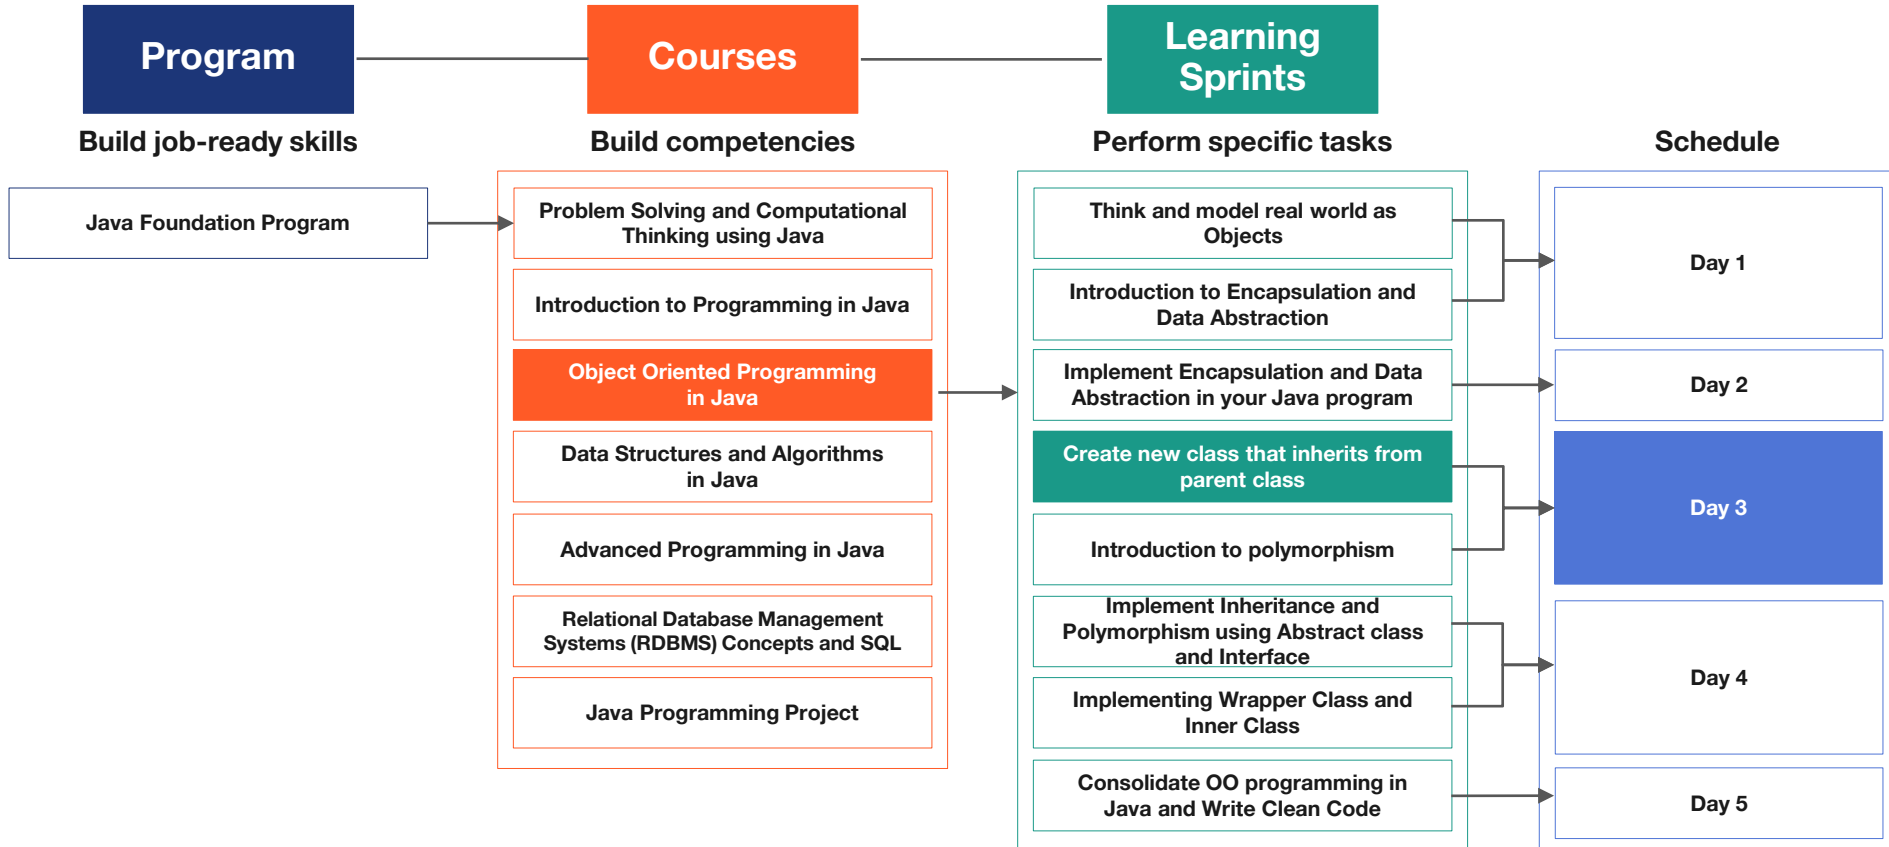 Program
Courses
Learning
Sprints
Build job-ready skills
Build competencies
Perform specific tasks
Schedule
Java Foundation Program
Problem Solving and Computational
Thinking using Java
Introduction to Programming in Java
Object Oriented Programming
in Java
Data Structures and Algorithms
in Java
Advanced Programming in Java
Relational Database Management
Systems (RDBMS) Concepts and SQL
Java Programming Project
Think and model real world as
Objects
Introduction to Encapsulation and
Data Abstraction
Implement Encapsulation and Data
Abstraction in your Java program
Create new class that inherits from
parent class
Introduction to polymorphism
Implement Inheritance and
Polymorphism using Abstract class
and Interface
Implementing Wrapper Class and
Inner Class
Consolidate OO programming in
Java and Write Clean Code
Day 1
Day 2
Day 3
Day 4
Day 5